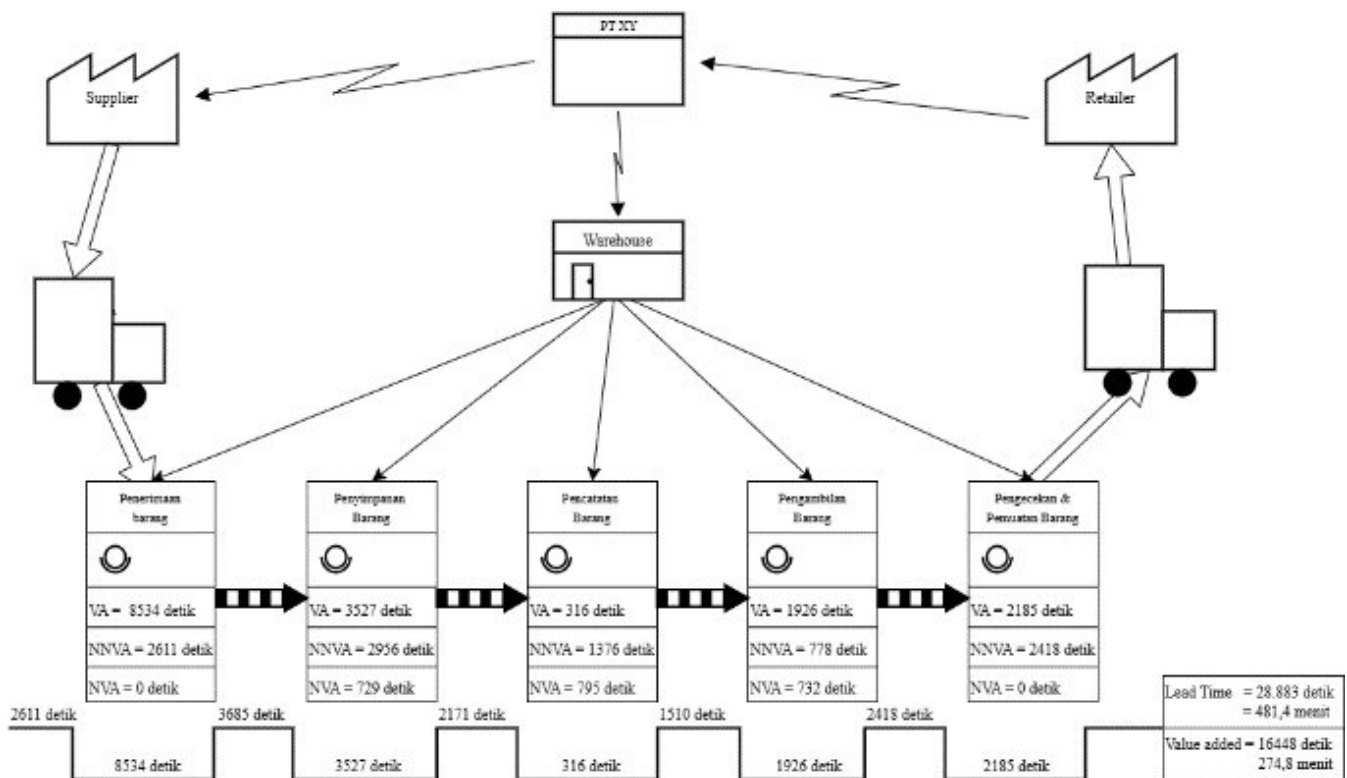 PT XY
Supplier
Retailer
Warehouse
Penerimaan
barang
VA = 8534 detik
NNVA = 2611 detik
NVA = 0 detik
Penyimpanan
Barang
VA = 3527 detik
NNVA = 2956 detik
NVA = 729 detik
Pencatatan
Barang
VA = 316 detik
NNVA = 1376 detik
NVA = 795 detik
Pengambilan
Barang
VA = 1926 detik
NNVA = 778 detik
NVA = 732 detik
Pengecekan &
Pemuatan Barang
VA = 2185 detik
NNVA = 2418 detik
NVA = 0 detik
2611 detik
3685 detik
2171 detik
1510 detik
2418 detik
8534 detik
3527 detik
316 detik
1926 detik
2185 detik
Lead Time = 28.883 detik
= 481,4 menit
Value added = 16448 detik
274,8 menit